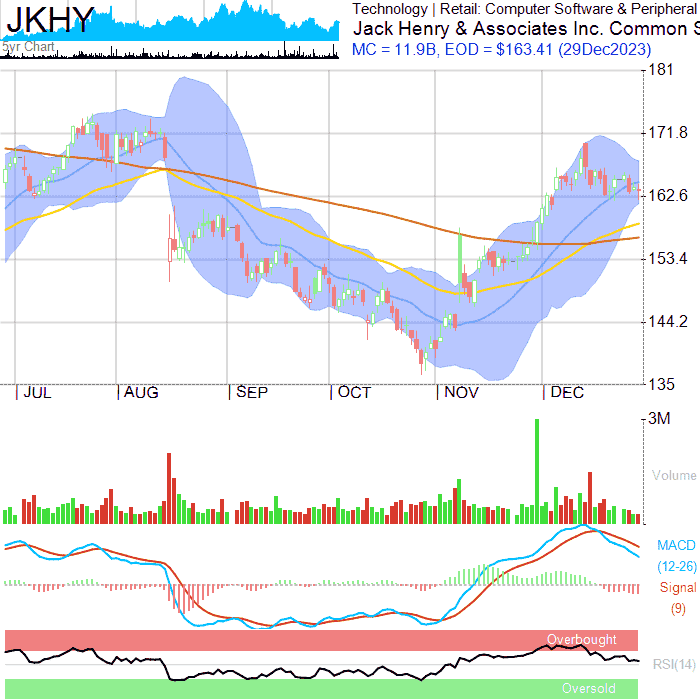 JKHY
Technology | Retail: Computer Software & Peripheral
Jack Henry & Associates Inc. Common S
5yr Chart
MC = 11.9B, EOD = $163.41 (29Dec2023)
181
171.8
162.6
153.4
144.2
135
JUL AUG SEP OCT NOV DEC
3M
Volume
MACD
(12-26)
Signal
(9)
Overbought
RSI(14)
Oversold